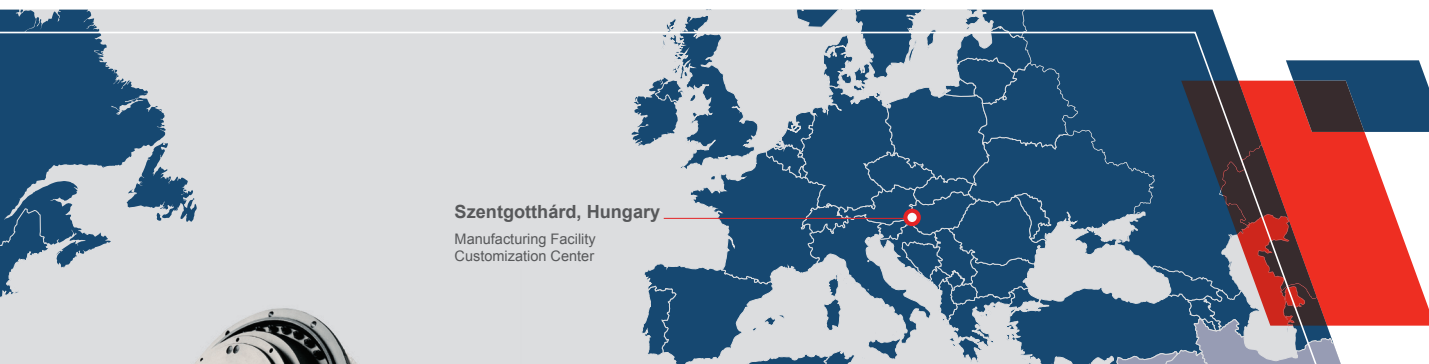 Szentgotthárd, Hungary
Manufacturing Facility
Customization Center